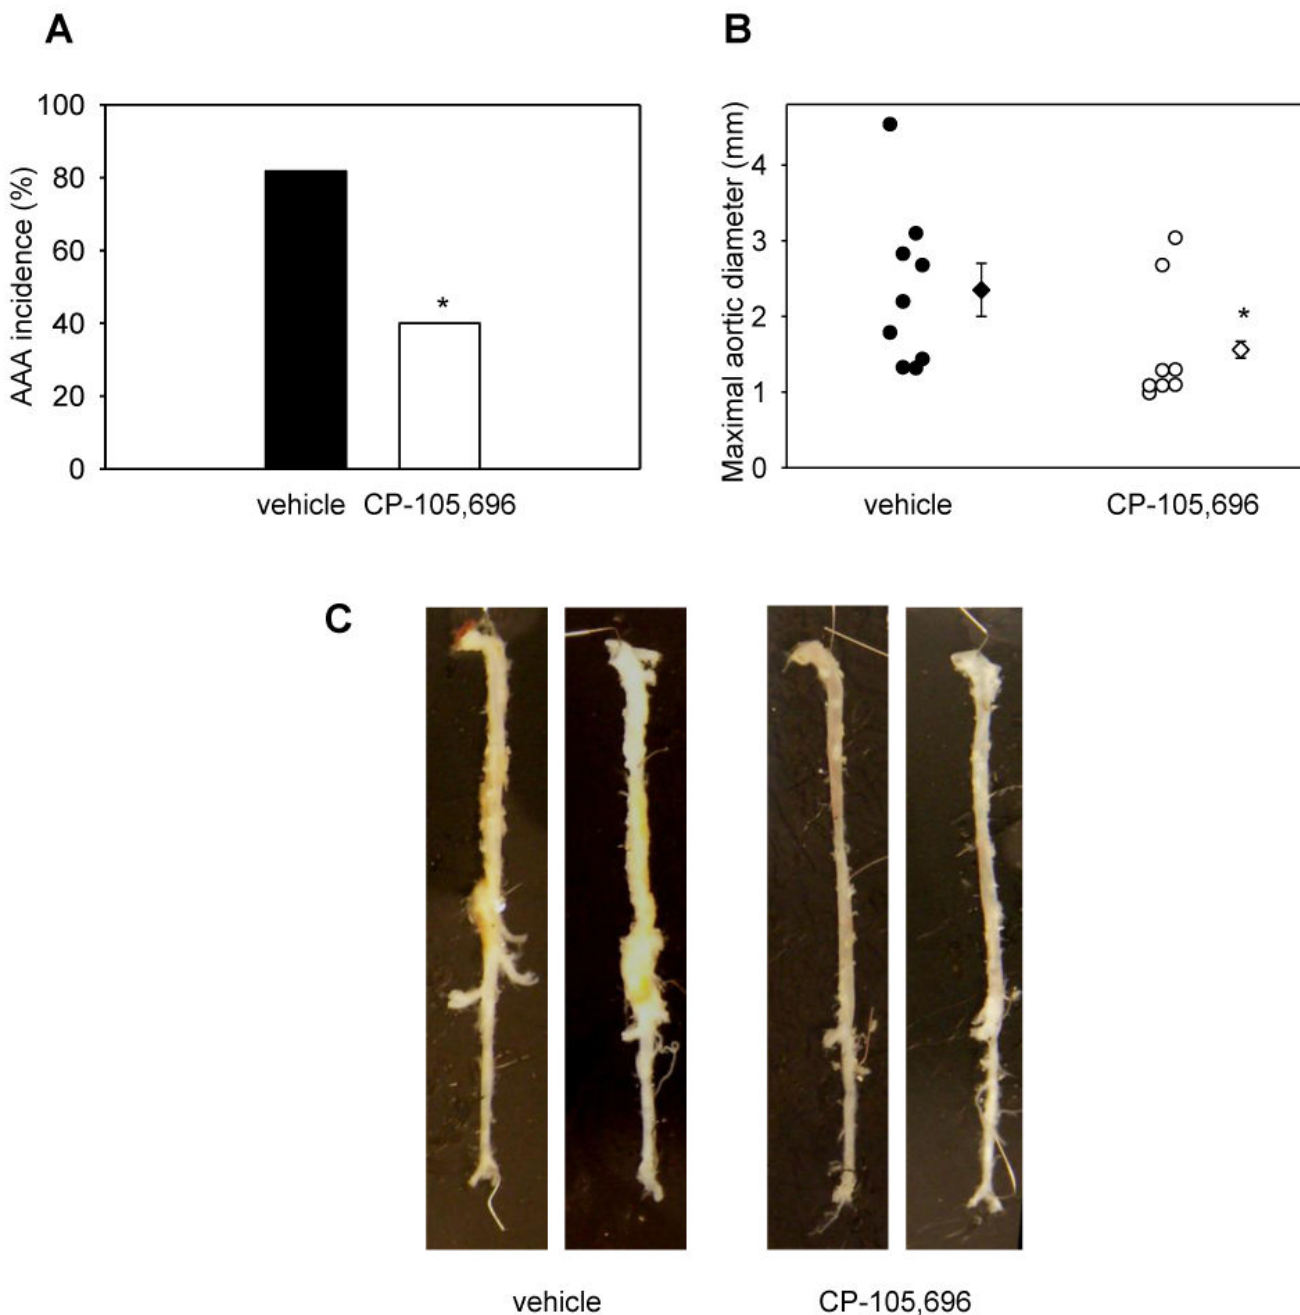 A
AAA incidence (%)
100
80
60
40
20
0
*
vehicle CP-105,696
B
Maximal aortic diameter (mm)
4
3
2
1
0
*
vehicle CP-105,696
C
vehicle CP-105,696